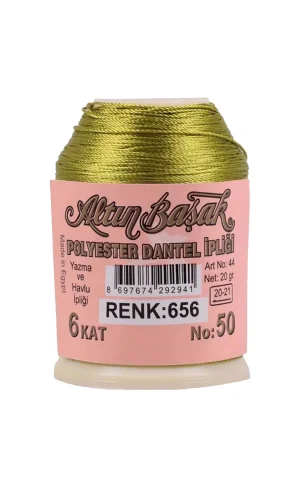 Altın Başak
POLYESTER DANTEL İPLİĞİ
Made in Egypt
Yazma
ve
Havlu
İpliği
8 697674 292941
Art No: 44
Net: 20 gr.
20-21
RENK:656
6 KAT
No: 50